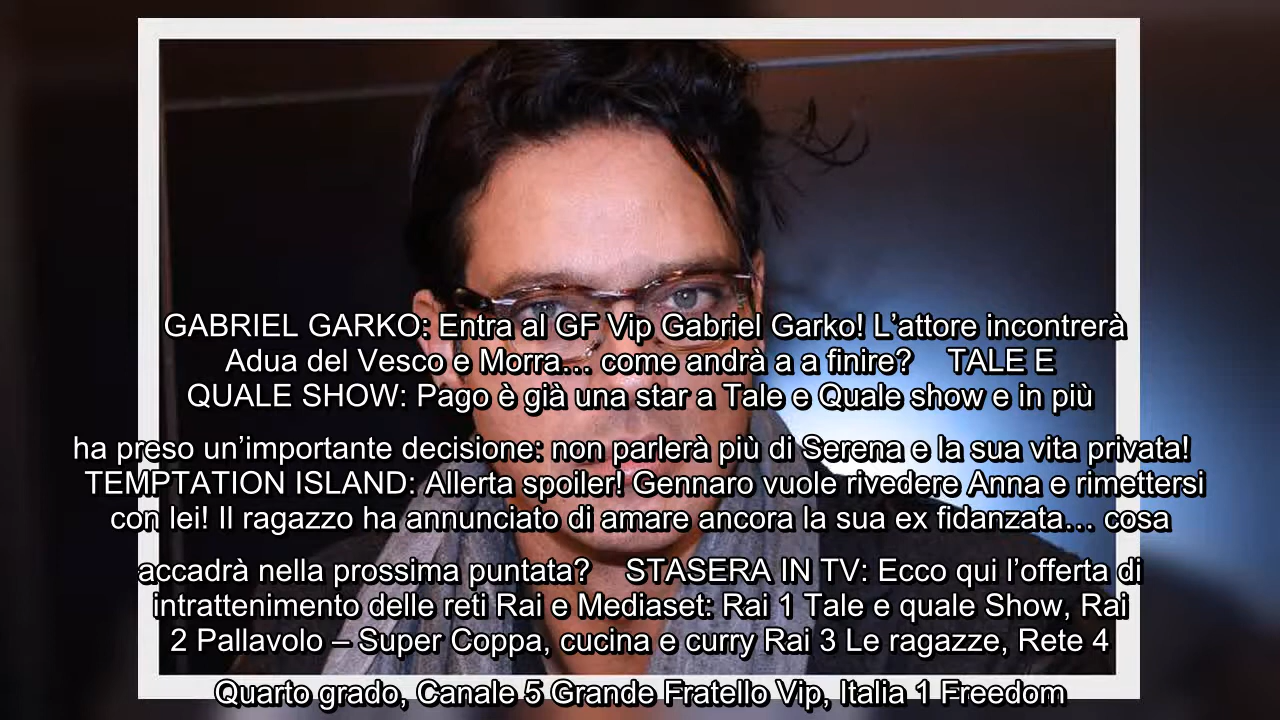 GABRIEL GARKO: Entra al GF Vip Gabriel Garko! L’attore incontrerà
Adua del Vesco e Morra… come andrà a a finire? TALE E
QUALE SHOW: Pago è già una star a Tale e Quale show e in più
ha preso un’importante decisione: non parlerà più di Serena e la sua vita privata!
TEMPTATION ISLAND: Allerta spoiler! Gennaro vuole rivedere Anna e rimettersi
con lei! Il ragazzo ha annunciato di amare ancora la sua ex fidanzata… cosa
accadrà nella prossima puntata? STASERA IN TV: Ecco qui l’offerta di
intrattenimento delle reti Rai e Mediaset: Rai 1 Tale e quale Show, Rai
2 Pallavolo – Super Coppa, cucina e curry Rai 3 Le ragazze, Rete 4
Quarto grado, Canale 5 Grande Fratello Vip, Italia 1 Freedom